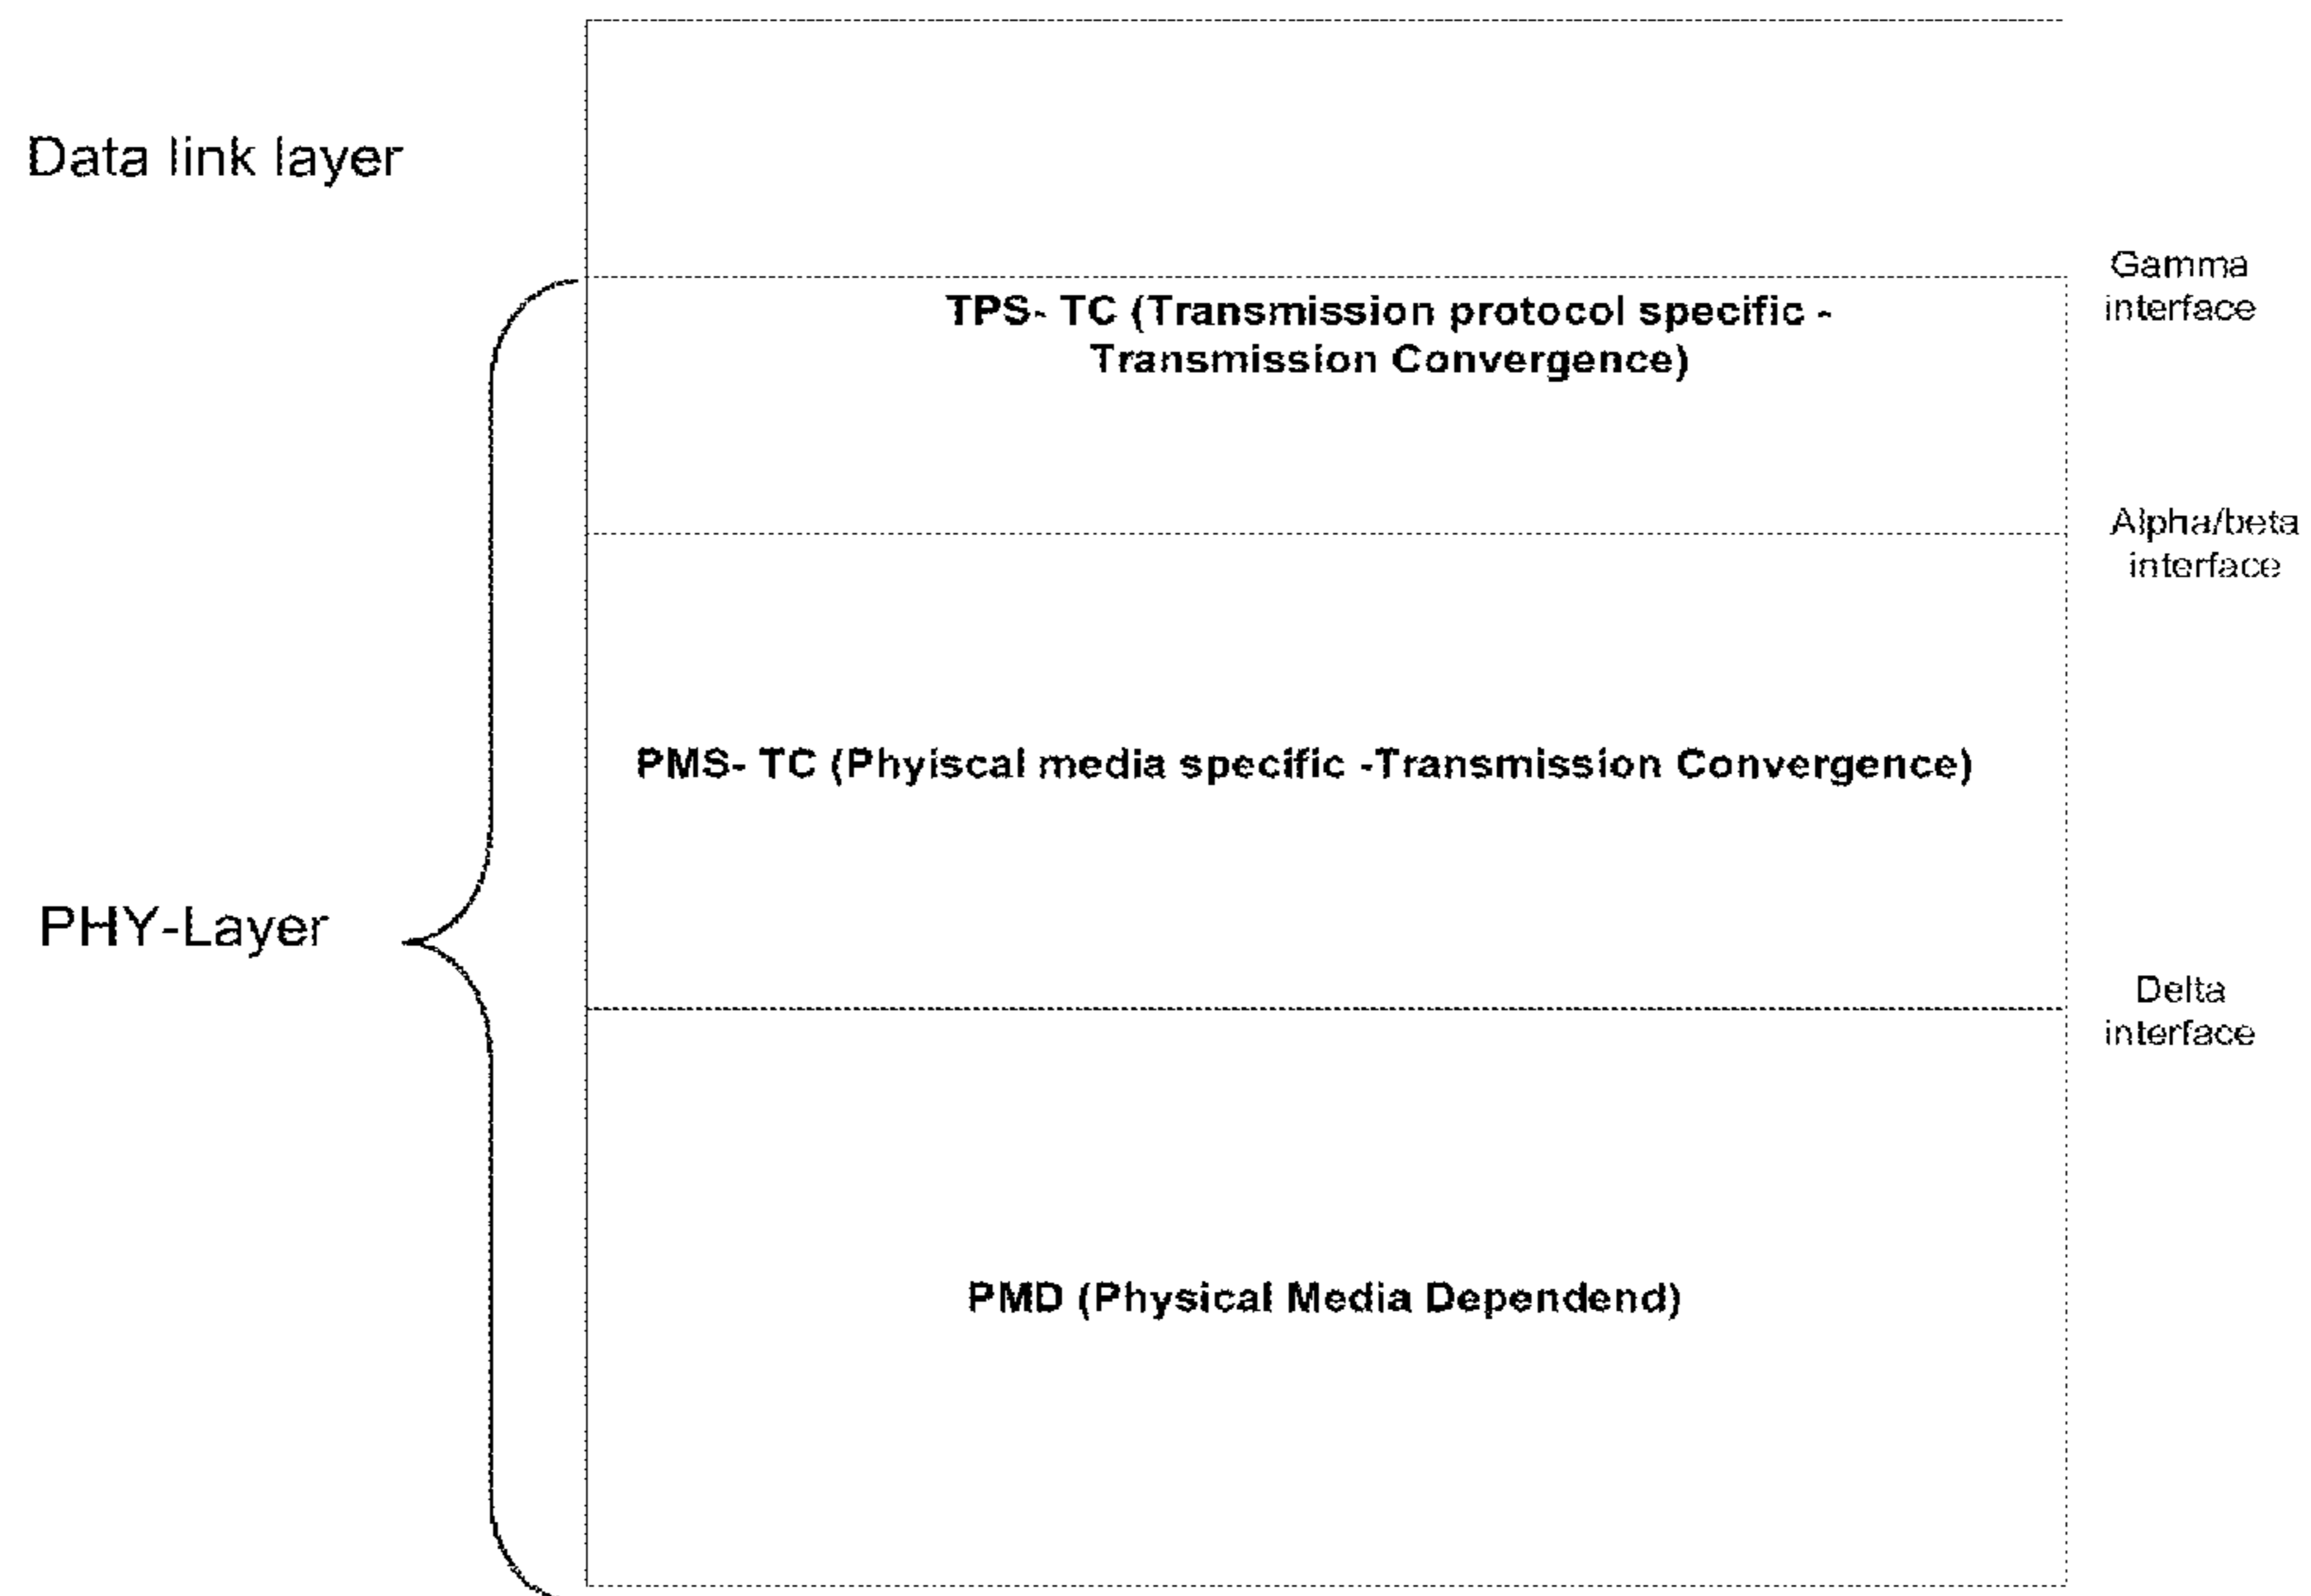 Data link layer
Gamma
interface
TPS- TC (Transmission protocol specific -
Transmission Convergence)
Alpha/beta
interface
PMS- TC (Phyiscal media specific -Transmission Convergence)
PHY-Layer
Delta
interface
PMD (Physical Media Dependend)